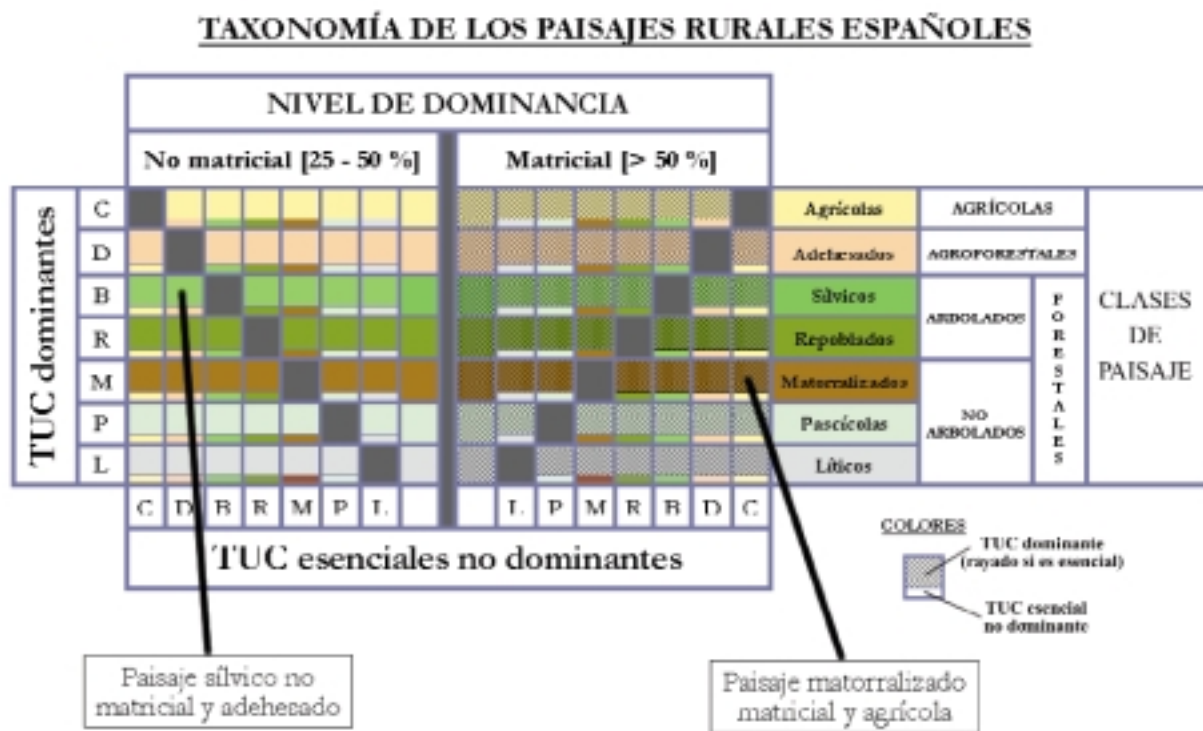 TAXONOMÍA DE LOS PAISAJES RURALES ESPAÑOLES
NIVEL DE DOMINANCIA
No matricial [25 - 50 %]
Matricial [> 50 %]
TUC dominantes
C
D
B
R
M
P
L
Agrícolas
Adehesados
Sílvicos
Repoblados
Matorralizados
Pascícolas
Líticos
AGRÍCOLAS
AGROFORESTALES
ARBOLADOS
NO
ARBOLADOS
FORESTALES
CLASES
DE
PAISAJE
C D B R M P L
L P M R B D C
TUC esenciales no dominantes
COLORES
TUC dominante
(rayado si es esencial)
TUC esencial
no dominante
Paisaje sílvico no
matricial y adehesado
Paisaje matorralizado
matricial y agrícola